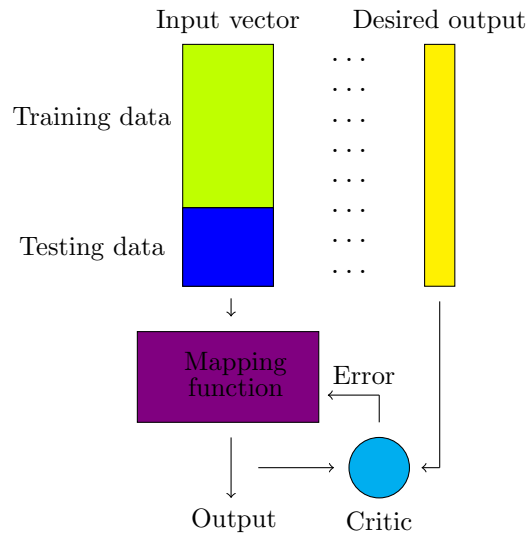 Input vector
Desired output
. . .
. . .
Training data
. . .
. . .
. . .
. . .
Testing data
. . .
. . .
Mapping
function
Error
Output
Critic